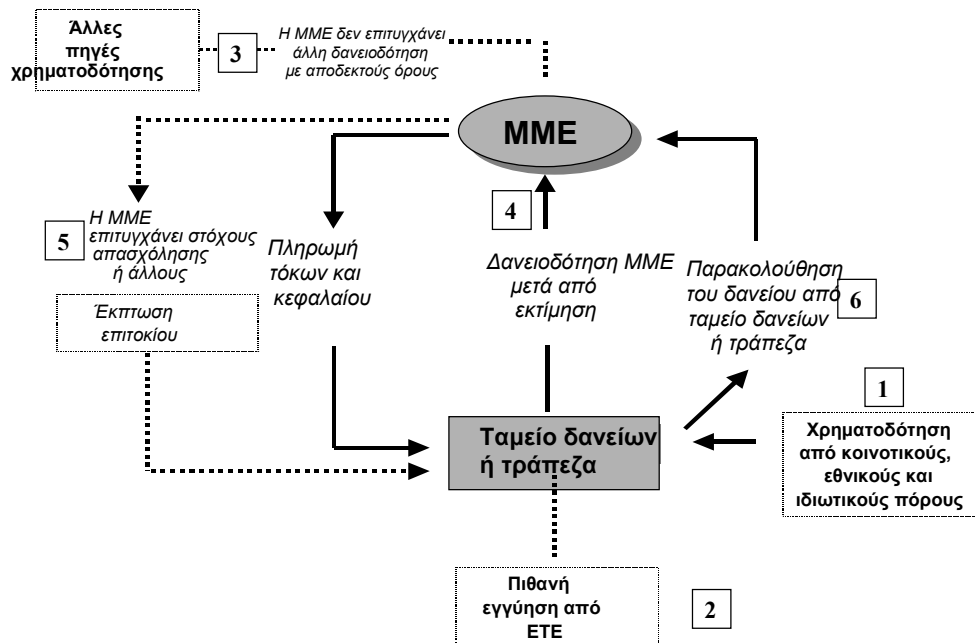 Άλλες
πηγές
χρηματοδότησης
3
Η ΜΜΕ δεν επιτυγχάνει
άλλη δανειοδότηση
με αποδεκτούς όρους
ΜΜΕ
4
5
Η ΜΜΕ
επιτυγχάνει στόχους
απασχόλησης
ή άλλους
Έκπτωση
επιτοκίου
Πληρωμή
τόκων και
κεφαλαίου
Δανειοδότηση ΜΜΕ
μετά από
εκτίμηση
Παρακολούθηση
του δανείου από
ταμείο δανείων
ή τράπεζα
6
1
Χρηματοδότηση
από κοινοτικούς,
εθνικούς και
ιδιωτικούς πόρους
Ταμείο δανείων
ή τράπεζα
Πιθανή
εγγύηση από
ΕΤΕ
2